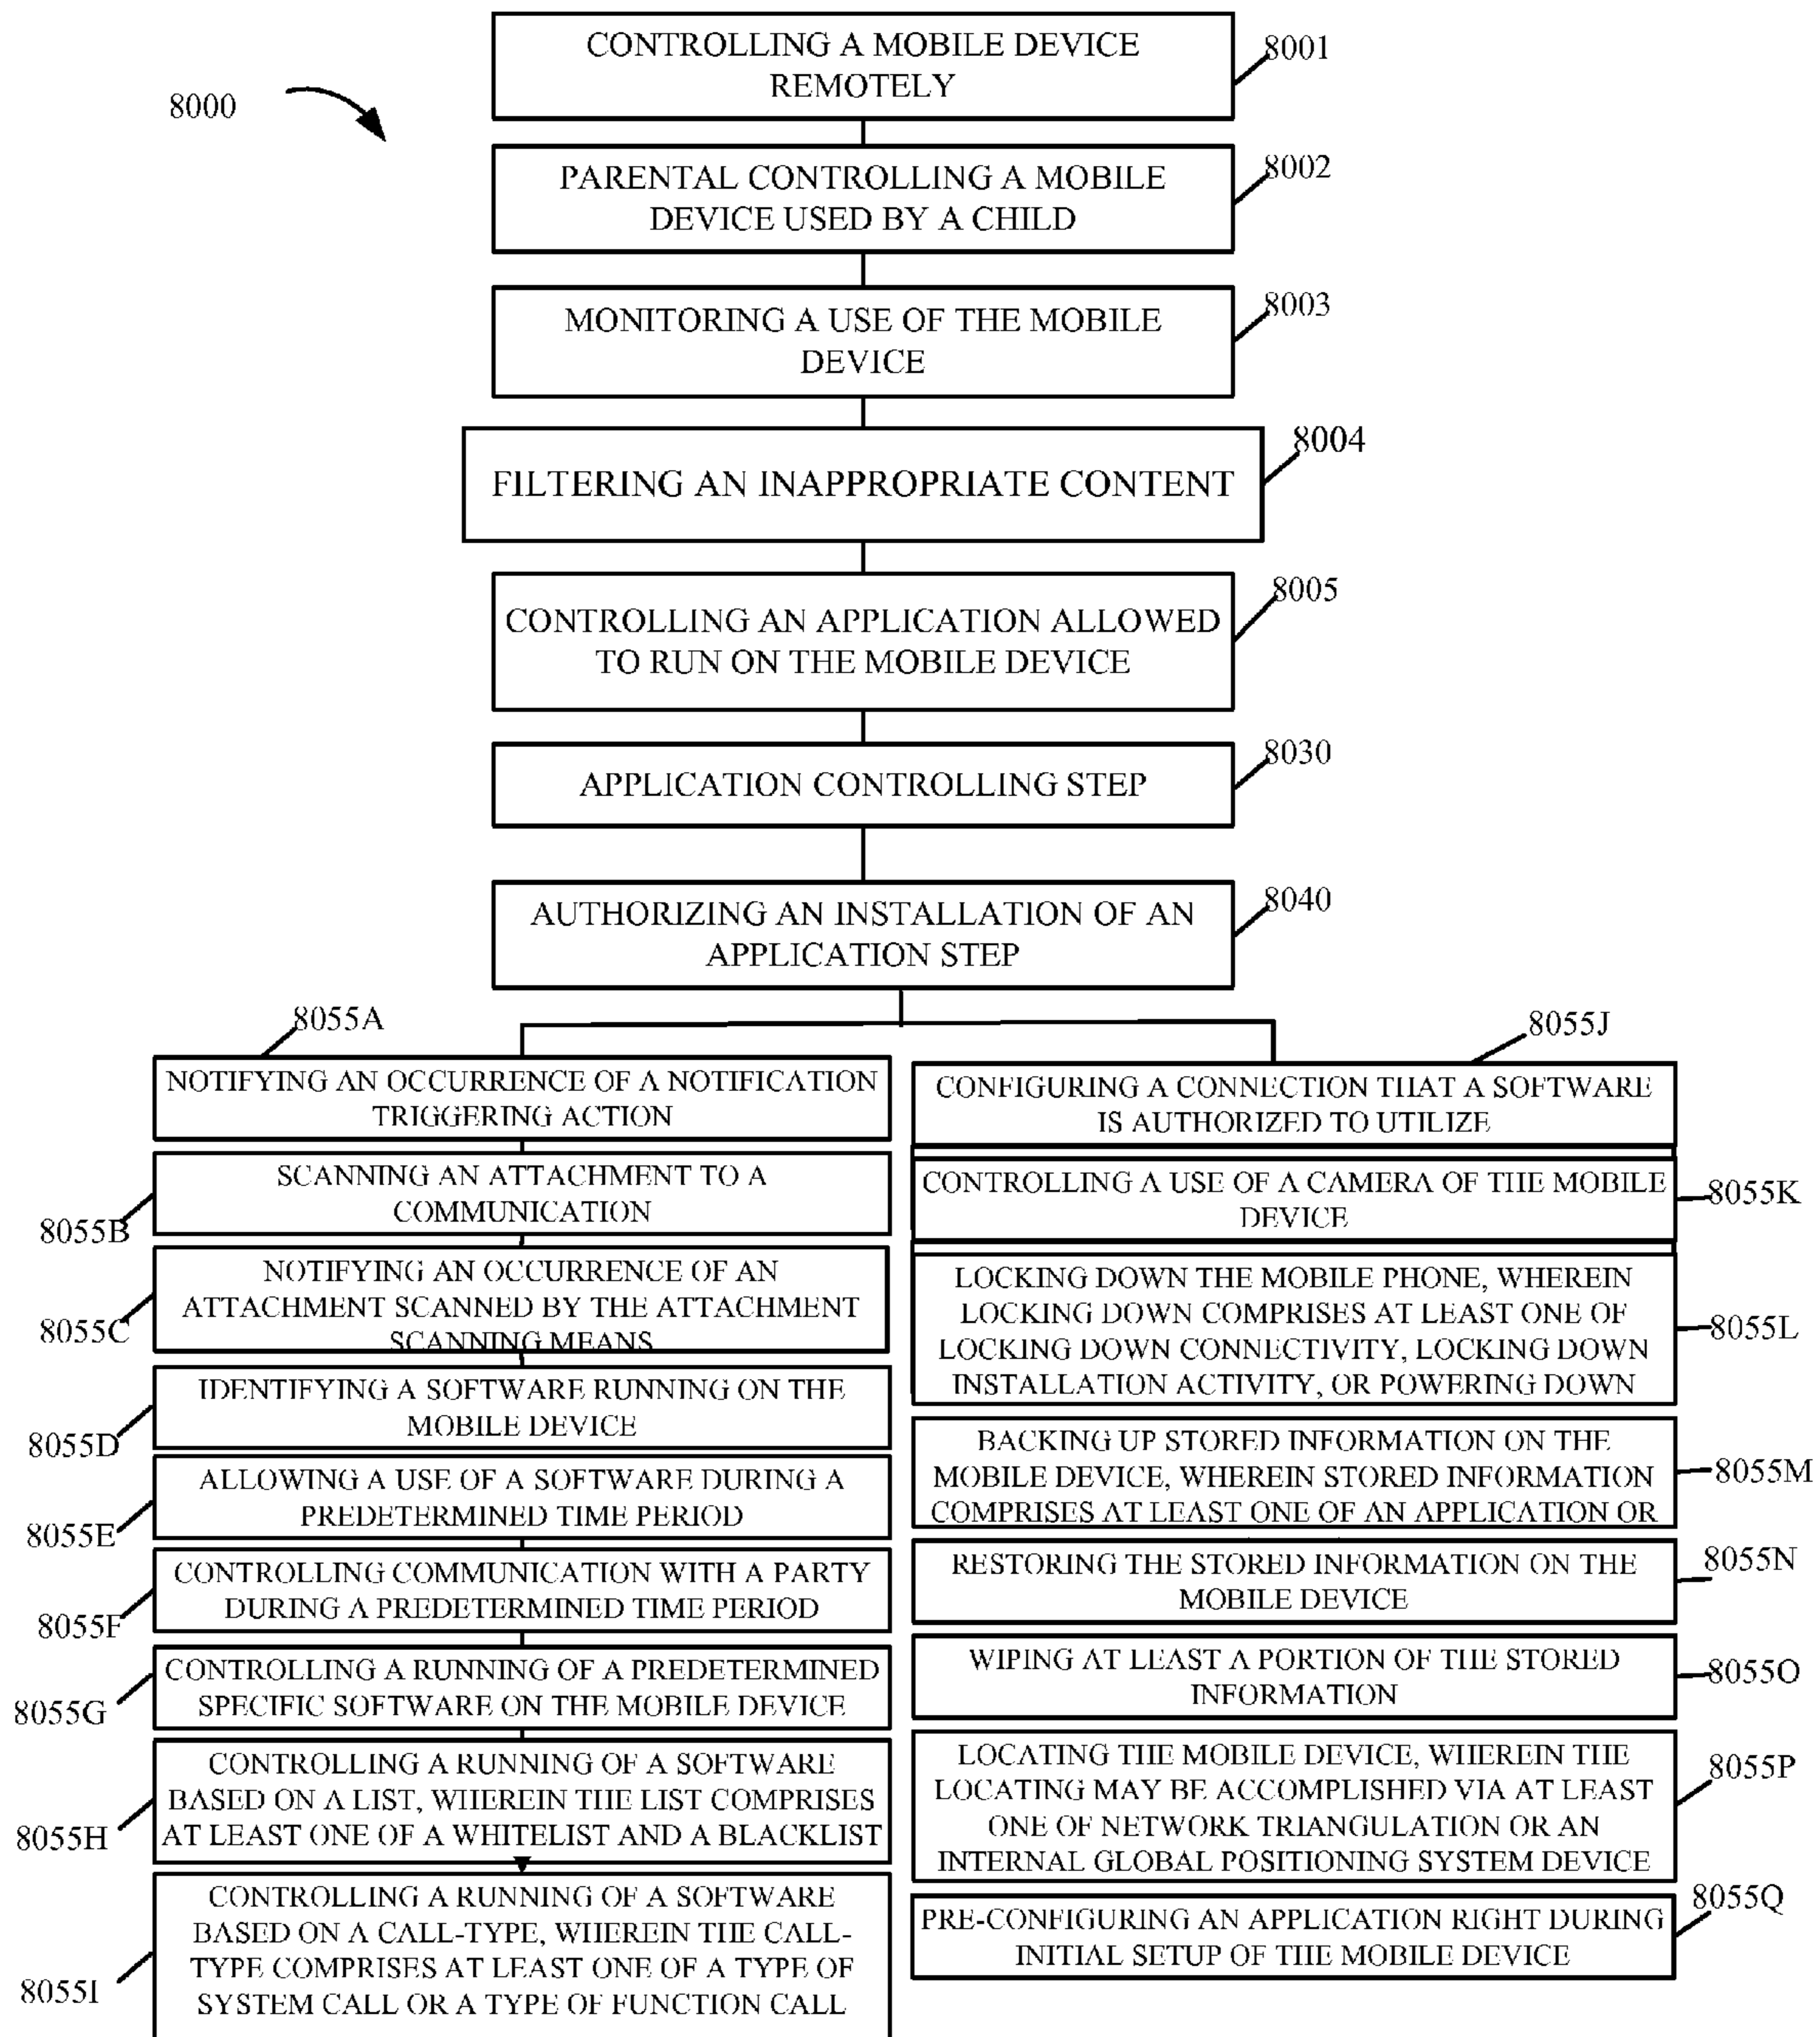 8000
CONTROLLING A MOBILE DEVICE
REMOTELY
8001
PARENTAL CONTROLLING A MOBILE
DEVICE USED BY A CHILD
8002
MONITORING A USE OF THE MOBILE
DEVICE
8003
FILTERING AN INAPPROPRIATE CONTENT
8004
CONTROLLING AN APPLICATION ALLOWED
TO RUN ON THE MOBILE DEVICE
8005
APPLICATION CONTROLLING STEP
8030
AUTHORIZING AN INSTALLATION OF AN
APPLICATION STEP
8040
8055A
NOTIFYING AN OCCURRENCE OF A NOTIFICATION
TRIGGERING ACTION
SCANNING AN ATTACHMENT TO A
COMMUNICATION
8055B
NOTIFYING AN OCCURRENCE OF AN
ATTACHMENT SCANNED BY THE ATTACHMENT
SCANNING MEANS
8055C
IDENTIFYING A SOFTWARE RUNNING ON THE
MOBILE DEVICE
8055D
ALLOWING A USE OF A SOFTWARE DURING A
PREDETERMINED TIME PERIOD
8055E
CONTROLLING COMMUNICATION WITH A PARTY
DURING A PREDETERMINED TIME PERIOD
8055F
CONTROLLING A RUNNING OF A PREDETERMINED
SPECIFIC SOFTWARE ON THE MOBILE DEVICE
8055G
CONTROLLING A RUNNING OF A SOFTWARE
BASED ON A LIST, WHEREIN THE LIST COMPRISES
AT LEAST ONE OF A WHITELIST AND A BLACKLIST
8055H
CONTROLLING A RUNNING OF A SOFTWARE
BASED ON A CALL-TYPE, WHEREIN THE CALL-
TYPE COMPRISES AT LEAST ONE OF A TYPE OF
SYSTEM CALL OR A TYPE OF FUNCTION CALL
8055I
8055J
CONFIGURING A CONNECTION THAT A SOFTWARE
IS AUTHORIZED TO UTILIZE
CONTROLLING A USE OF A CAMERA OF THE MOBILE
DEVICE
8055K
LOCKING DOWN THE MOBILE PHONE, WHEREIN
LOCKING DOWN COMPRISES AT LEAST ONE OF
LOCKING DOWN CONNECTIVITY, LOCKING DOWN
INSTALLATION ACTIVITY, OR POWERING DOWN
8055L
BACKING UP STORED INFORMATION ON THE
MOBILE DEVICE, WHEREIN STORED INFORMATION
COMPRISES AT LEAST ONE OF AN APPLICATION OR
8055M
RESTORING THE STORED INFORMATION ON THE
MOBILE DEVICE
8055N
WIPING AT LEAST A PORTION OF THE STORED
INFORMATION
8055O
LOCATING THE MOBILE DEVICE, WHEREIN THE
LOCATING MAY BE ACCOMPLISHED VIA AT LEAST
ONE OF NETWORK TRIANGULATION OR AN
INTERNAL GLOBAL POSITIONING SYSTEM DEVICE
8055P
PRE-CONFIGURING AN APPLICATION RIGHT DURING
INITIAL SETUP OF THE MOBILE DEVICE
8055Q